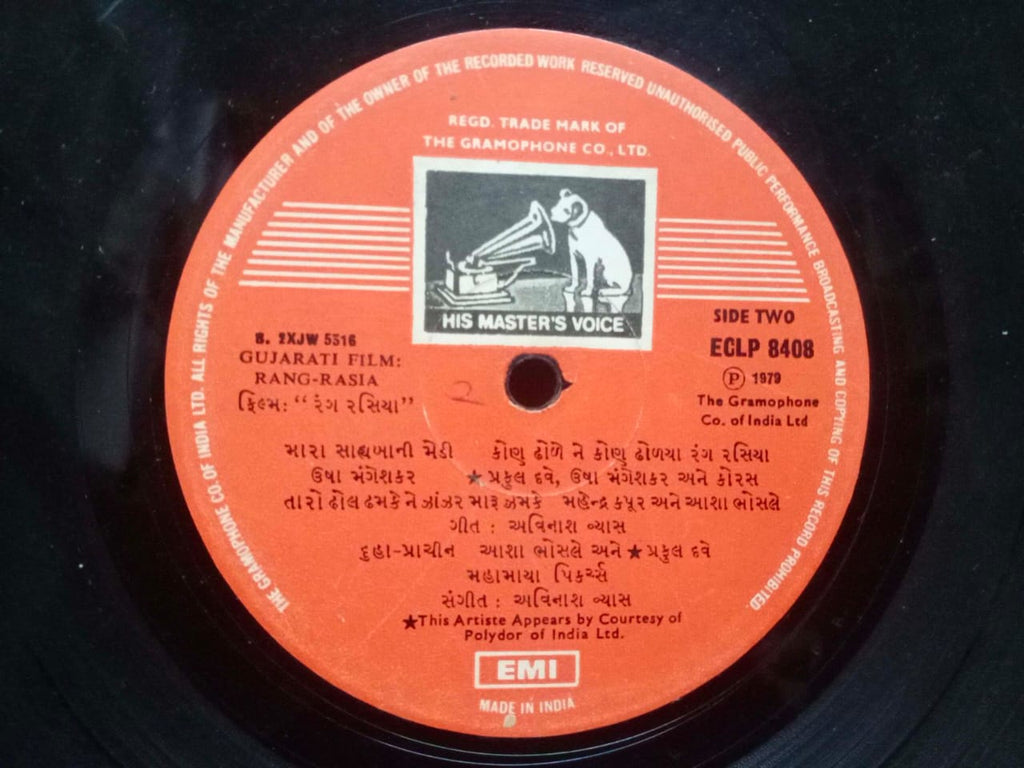 THE GRAMOPHONE CO. OF INDIA LTD. ALL RIGHTS OF THE MANUFACTURER AND OF THE OWNER OF THE RECORDED WORK RESERVED UNAUTHORISED PUBLIC PERFORMANCE BROADCASTING AND COPYING OF THIS RECORD PROHIBITED.
REGD. TRADE MARK OF
THE GRAMOPHONE CO., LTD.
HIS MASTER'S VOICE
SIDE TWO
ECLP 8408
Ⓟ 1979
The Gramophone
Co. of India Ltd
B. 2XJW 5516
GUJARATI FILM:
RANG-RASIA
ફિલ્મ: “રંગ રસિયા”
2
મારા સાહ્યબાની મેડી કોણ ઢોળે ને કોણ ઢોળયા રંગ રસિયા
ઉષા મંગેશકર ★પ્રફુલ દવે, ઉષા મંગેશકર અને કોરસ
તારો ઢોલ ઢમકે ને ઝાંઝર મારૂ ઝમકે મહેન્દ્ર કપૂર અને આશા ભોસલે
ગીત : અવિનાશ વ્યાસ
દુહા-પ્રાચીન આશા ભોસલે અને ★પ્રફુલ દવે
મહામાયા પિકચર્સ
સંગીત : અવિનાશ વ્યાસ
★This Artiste Appears by Courtesy of
Polydor of India Ltd.
EMI
MADE IN INDIA